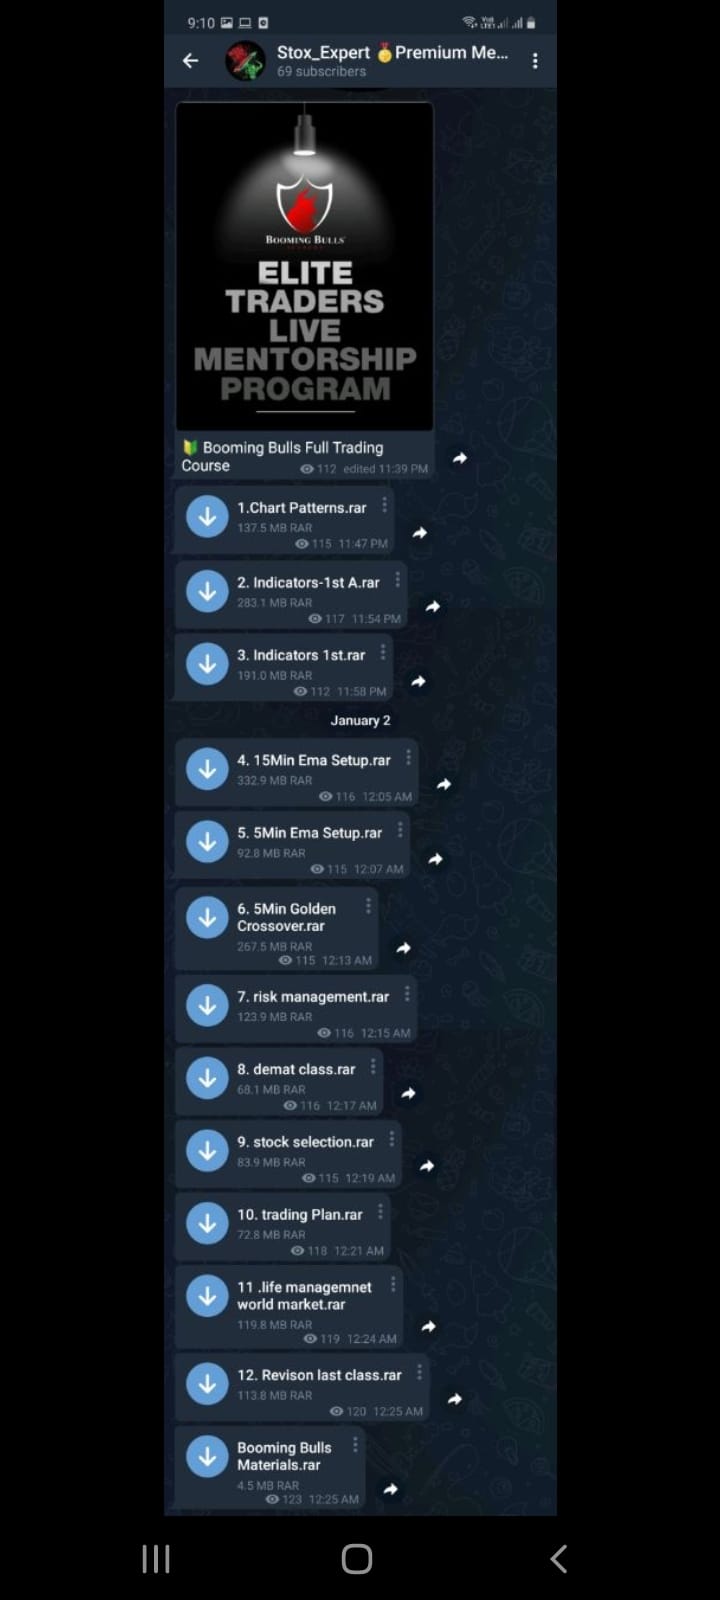 9:10
Stox_Expert 🏅Premium Me...
69 subscribers
BOOMING BULLS
ELITE
TRADERS
LIVE
MENTORSHIP
PROGRAM
🔰 Booming Bulls Full Trading
Course
112 edited 11:39 PM
1.Chart Patterns.rar
137.5 MB RAR
115 11:47 PM
2. Indicators-1st A.rar
283.1 MB RAR
117 11:54 PM
3. Indicators 1st.rar
191.0 MB RAR
112 11:58 PM
January 2
4. 15Min Ema Setup.rar
332.9 MB RAR
116 12:05 AM
5. 5Min Ema Setup.rar
92.8 MB RAR
115 12:07 AM
6. 5Min Golden
Crossover.rar
267.5 MB RAR
115 12:13 AM
7. risk management.rar
123.9 MB RAR
116 12:15 AM
8. demat class.rar
68.1 MB RAR
116 12:17 AM
9. stock selection.rar
83.9 MB RAR
115 12:19 AM
10. trading Plan.rar
72.8 MB RAR
118 12:21 AM
11 .life managemnet
world market.rar
119.8 MB RAR
119 12:24 AM
12. Revison last class.rar
113.8 MB RAR
120 12:25 AM
Booming Bulls
Materials.rar
4.5 MB RAR
123 12:25 AM